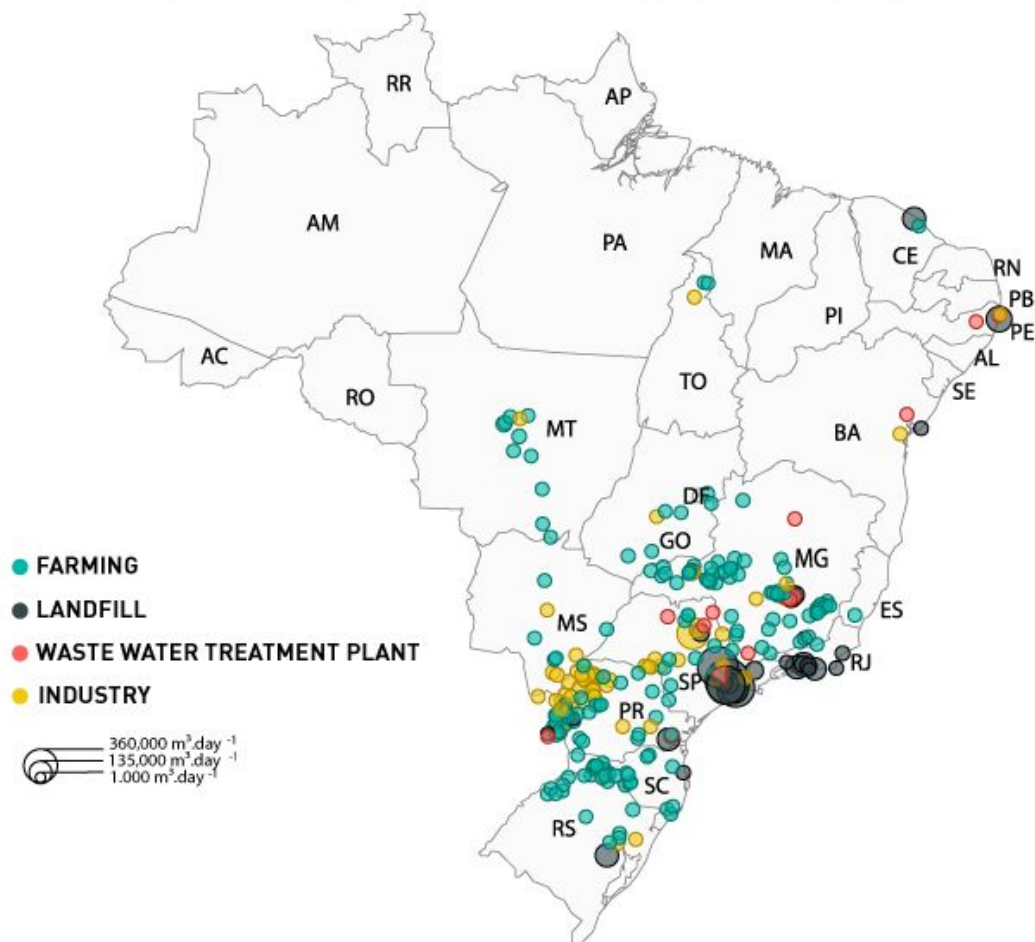 RR
AP
AM
PA
MA
CE
RN
PB
PI
PE
AC
AL
TO
SE
RO
MT
BA
DF
GO
MG
MS
ES
SP
RJ
PR
SC
RS
FARMING
LANDFILL
WASTE WATER TREATMENT PLANT
INDUSTRY
360,000 m³.day ⁻¹
135,000 m³.day ⁻¹
1.000 m³.day ⁻¹